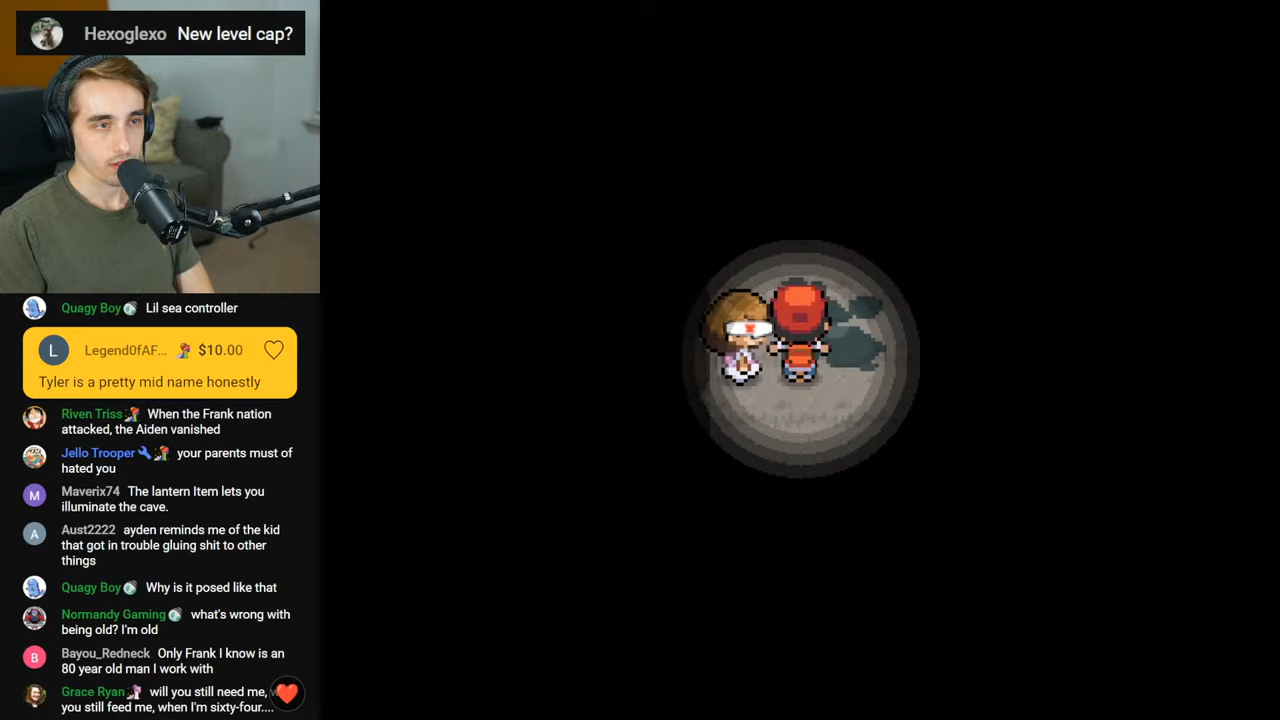 Hexoglexo New level cap?
Quagy Boy Lil sea controller
L Legend0fAF... $10.00
Tyler is a pretty mid name honestly
Riven Triss When the Frank nation
attacked, the Aiden vanished
Jello Trooper your parents must of
hated you
M Maverix74 The lantern Item lets you
illuminate the cave.
A Aust2222 ayden reminds me of the kid
that got in trouble gluing shit to other
things
Quagy Boy Why is it posed like that
Normandy Gaming what's wrong with
being old? I'm old
B Bayou_Redneck Only Frank I know is an
80 year old man I work with
Grace Ryan will you still need me,
you still feed me, when I'm sixty-four....